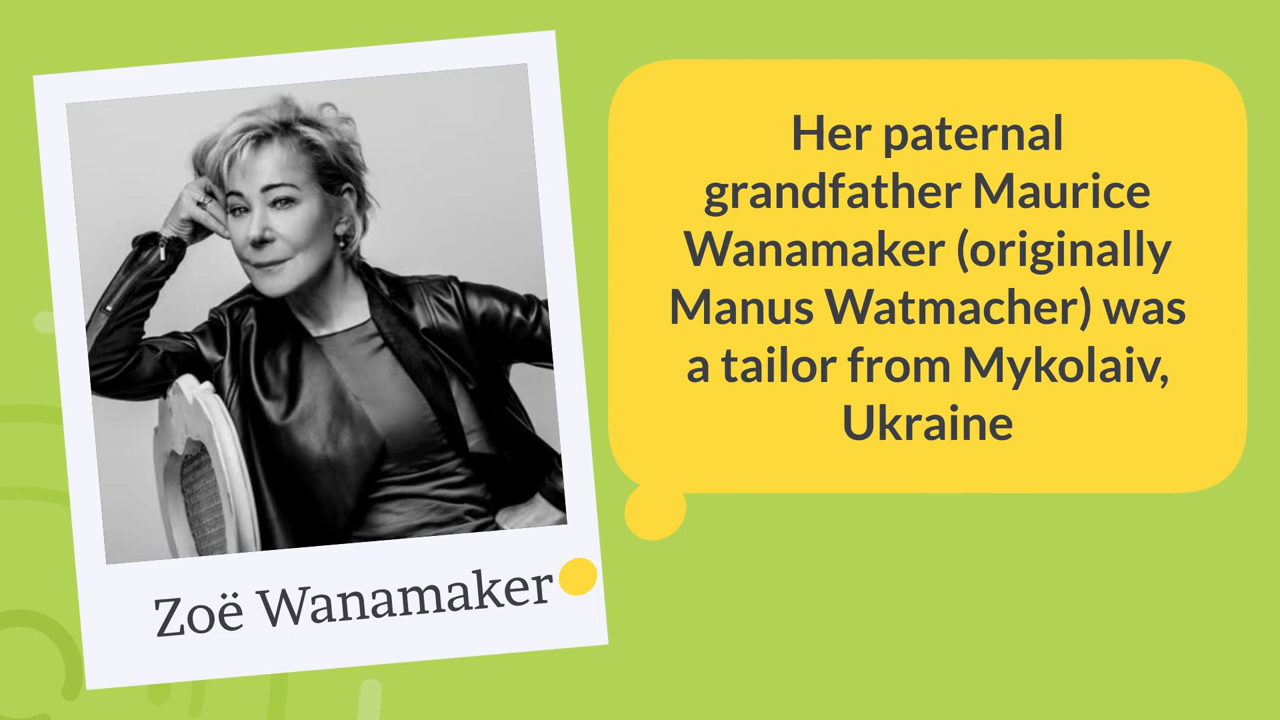 Her paternal
grandfather Maurice
Wanamaker (originally
Manus Watmacher) was
a tailor from Mykolaiv,
Ukraine
Zoë Wanamaker